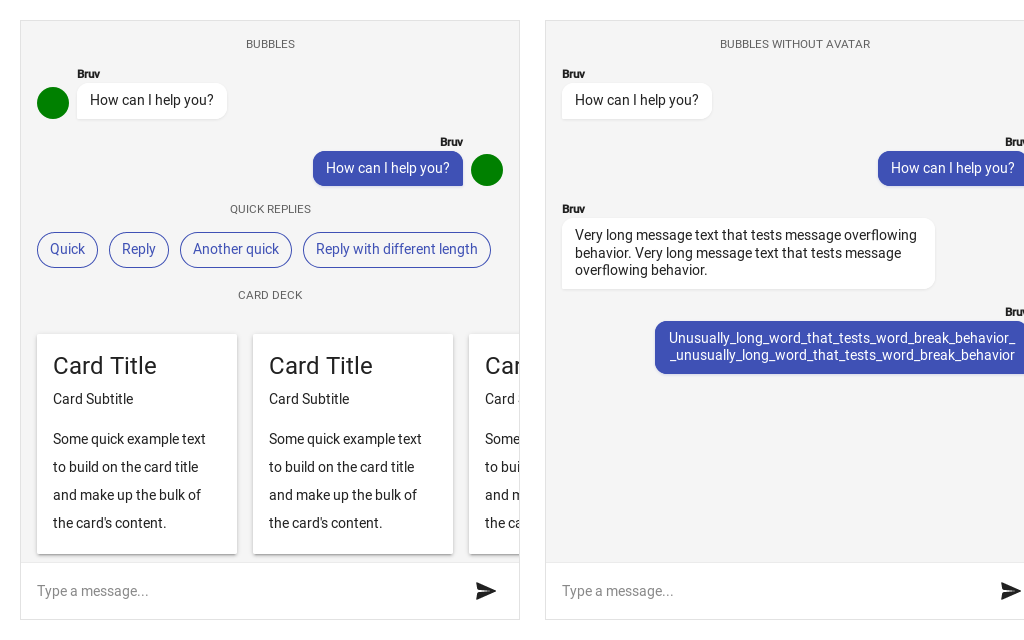 BUBBLES
Bruv
How can I help you?
Bruv
How can I help you?
QUICK REPLIES
Quick
Reply
Another quick
Reply with different length
CARD DECK
Card Title
Card Subtitle
Some quick example text
to build on the card title
and make up the bulk of
the card's content.
Card Title
Card Subtitle
Some quick example text
to build on the card title
and make up the bulk of
the card's content.
Car
Card
Some
to bui
and m
the ca
Type a message...
BUBBLES WITHOUT AVATAR
Bruv
How can I help you?
Bruv
How can I help you?
Bruv
Very long message text that tests message overflowing
behavior. Very long message text that tests message
overflowing behavior.
Bruv
Unusually_long_word_that_tests_word_break_behavior_
_unusually_long_word_that_tests_word_break_behavior
Type a message...